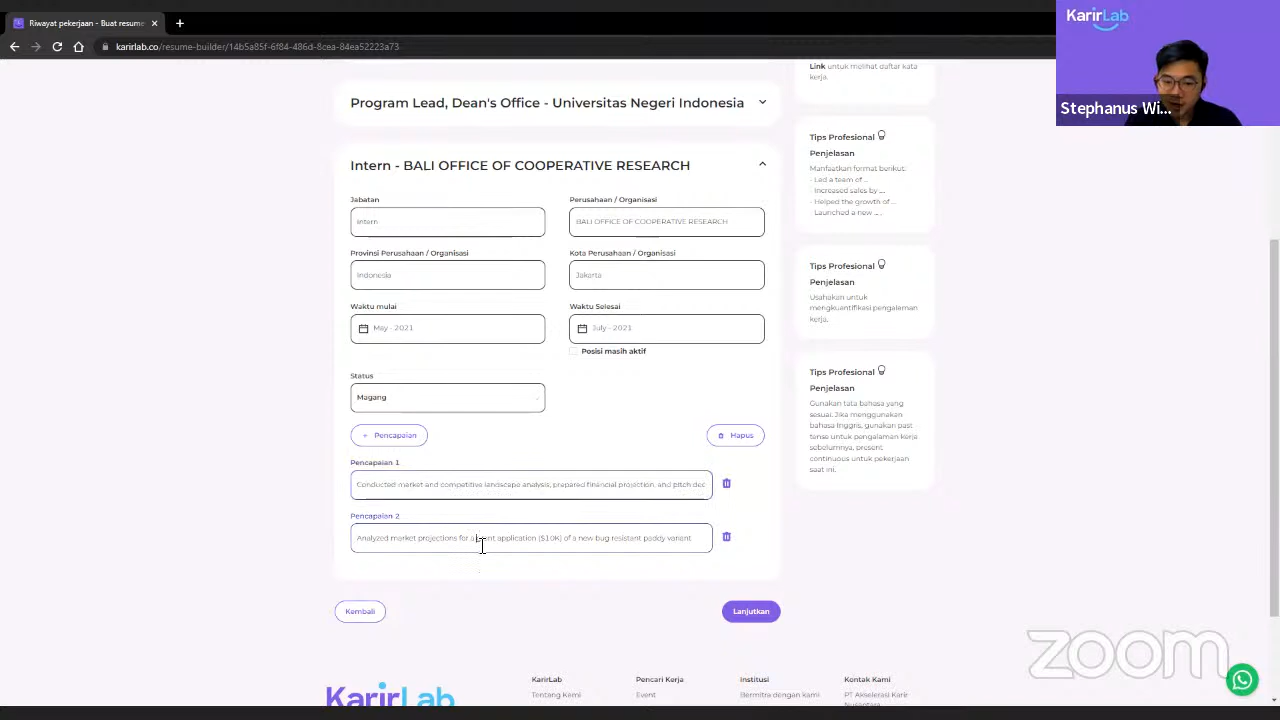 Riwayat pekerjaan - Buat resume
karirlab.co/resume-builder/14b5a85f-6f84-486d-8cea-84ea52223a73
KarirLab
Stephanus Wi...
Link untuk melihat daftar kata
kerja.
Program Lead, Dean's Office - Universitas Negeri Indonesia
Intern - BALI OFFICE OF COOPERATIVE RESEARCH
Jabatan
Perusahaan / Organisasi
Intern
BALI OFFICE OF COOPERATIVE RESEARCH
Provinsi Perusahaan / Organisasi
Kota Perusahaan / Organisasi
Indonesia
Jakarta
Waktu mulai
Waktu Selesai
May - 2021
July - 2021
Posisi masih aktif
Status
Magang
+ Pencapaian
Hapus
Pencapaian 1
Conducted market and competitive landscape analysis, prepared financial projection, and pitch dec
Pencapaian 2
Analyzed market projections for a application ($10K) of a new bug resistant paddy variant
Kembali
Lanjutkan
Tips Profesional
Penjelasan
Manfaatkan format berikut:
- Led a team of ...
- Increased sales by ....
- Helped the growth of ...
- Launched a new ... .
Tips Profesional
Penjelasan
Usahakan untuk
mengkuantifikasi pengalaman
kerja.
Tips Profesional
Penjelasan
Gunakan tata bahasa yang
sesuai. Jika menggunakan
bahasa Inggris, gunakan past
tense untuk pengalaman kerja
sebelumnya, present
continuous untuk pekerjaan
saat ini.
zoom
KarirLab
KarirLab
Tentang Kami
Pencari Kerja
Event
Institusi
Bermitra dengan kami
Kontak Kami
PT Akselerasi Karir
Nusantara